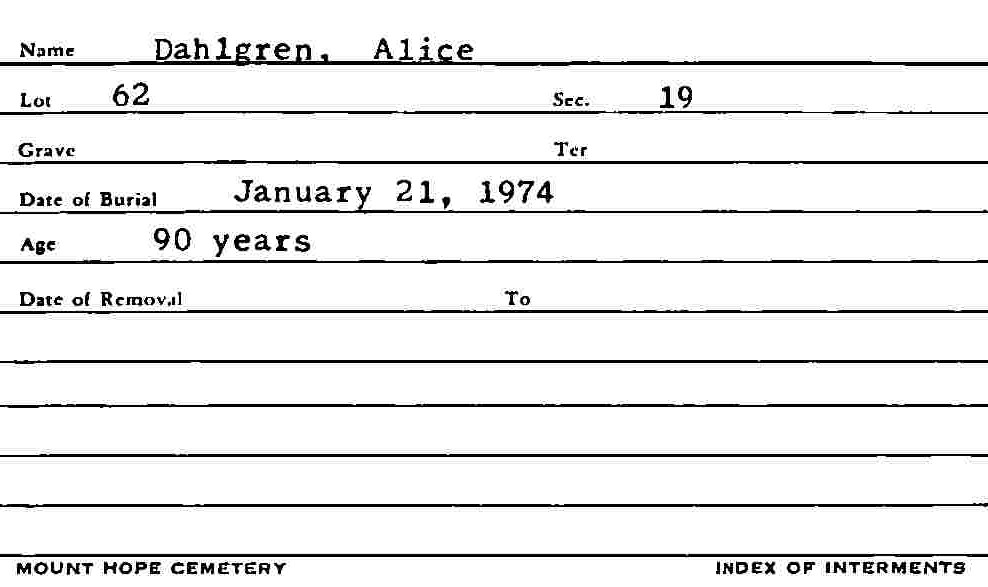 Name Dahlgren, Alice
Lot 62 Sec. 19
Grave Ter
Date of Burial January 21, 1974
Age 90 years
Date of Removal To
MOUNT HOPE CEMETERY INDEX OF INTERMENTS